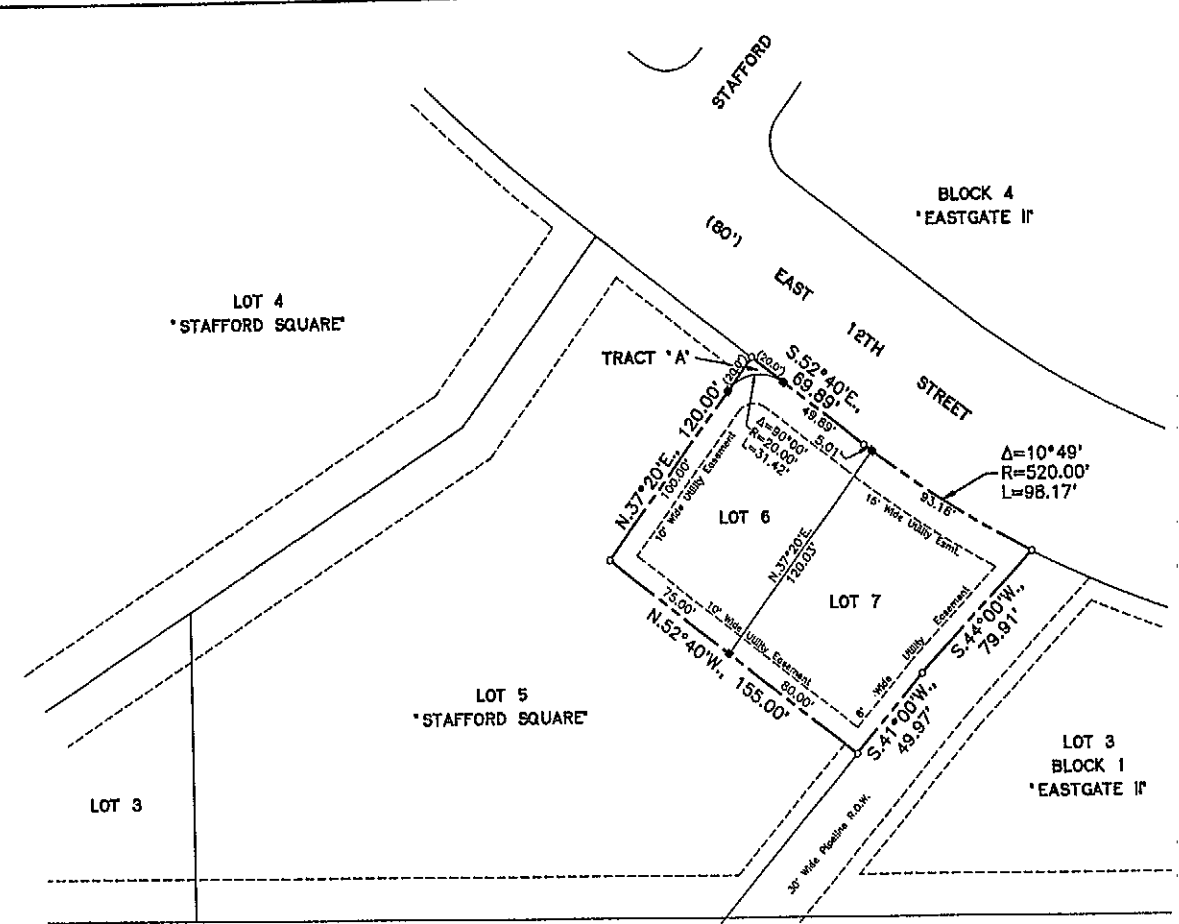 STAFFORD
BLOCK 4
"EASTGATE II"
(80')
EAST
12TH
STREET
LOT 4
"STAFFORD SQUARE"
TRACT "A"
(20.0')
(20.0')
S.52°40'E.,
69.89'
49.89'
5.01'
Δ=90°00'
R=20.00'
L=31.42'
Δ=10°49'
R=520.00'
L=98.17'
93.16'
N.37°20'E., 120.00'
100.00'
10' Wide Utility Easement
LOT 6
15' Wide Utility Esmt.
N.37°20'E.
120.03'
LOT 7
75.00'
10' Wide Utility Easement
80.00'
N.52°40'W., 155.00'
6' Wide Utility Easement
S.44°00'W.,
79.91'
S.41°00'W.,
49.97'
LOT 5
"STAFFORD SQUARE"
LOT 3
LOT 3
BLOCK 1
"EASTGATE II"
30' Wide Pipeline R.O.W.